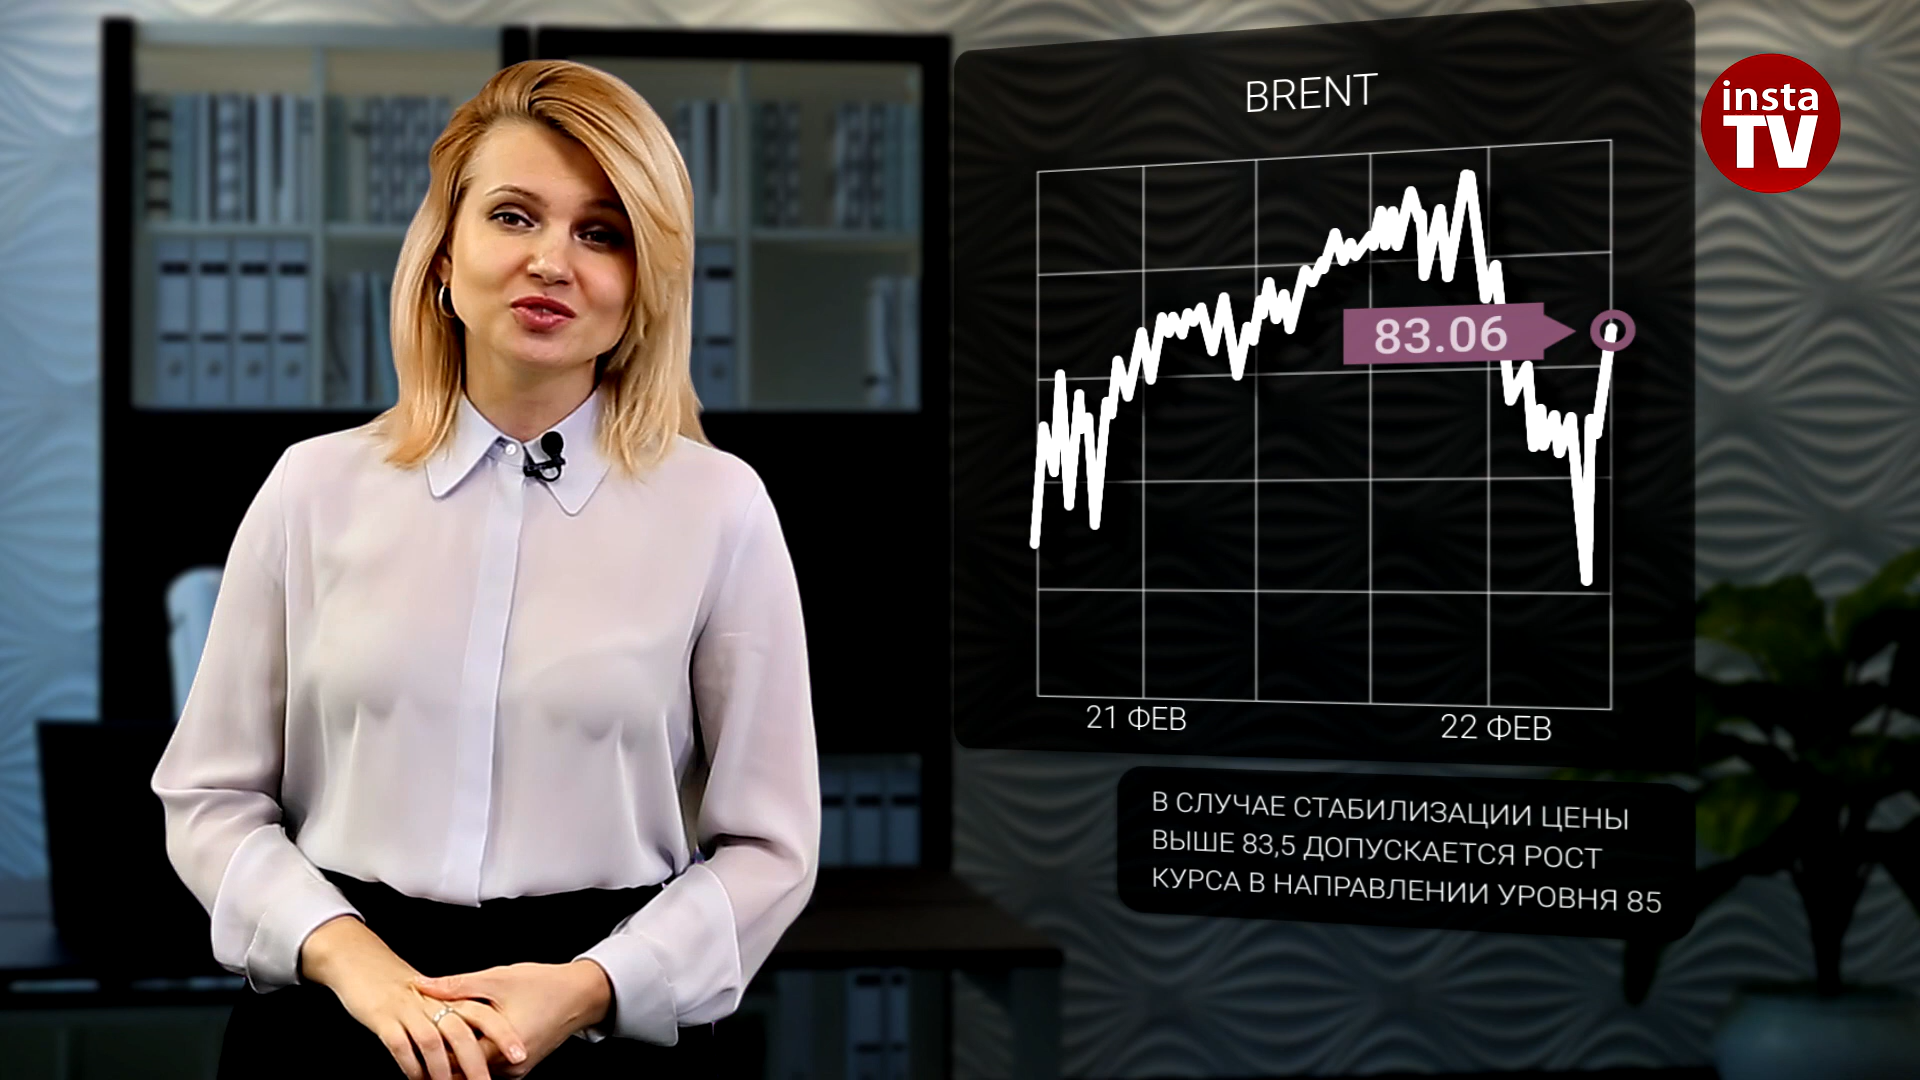 BRENT
insta
TV
83.06
21 ФЕВ
22 ФЕВ
В СЛУЧАЕ СТАБИЛИЗАЦИИ ЦЕНЫ
ВЫШЕ 83,5 ДОПУСКАЕТСЯ РОСТ
КУРСА В НАПРАВЛЕНИИ УРОВНЯ 85